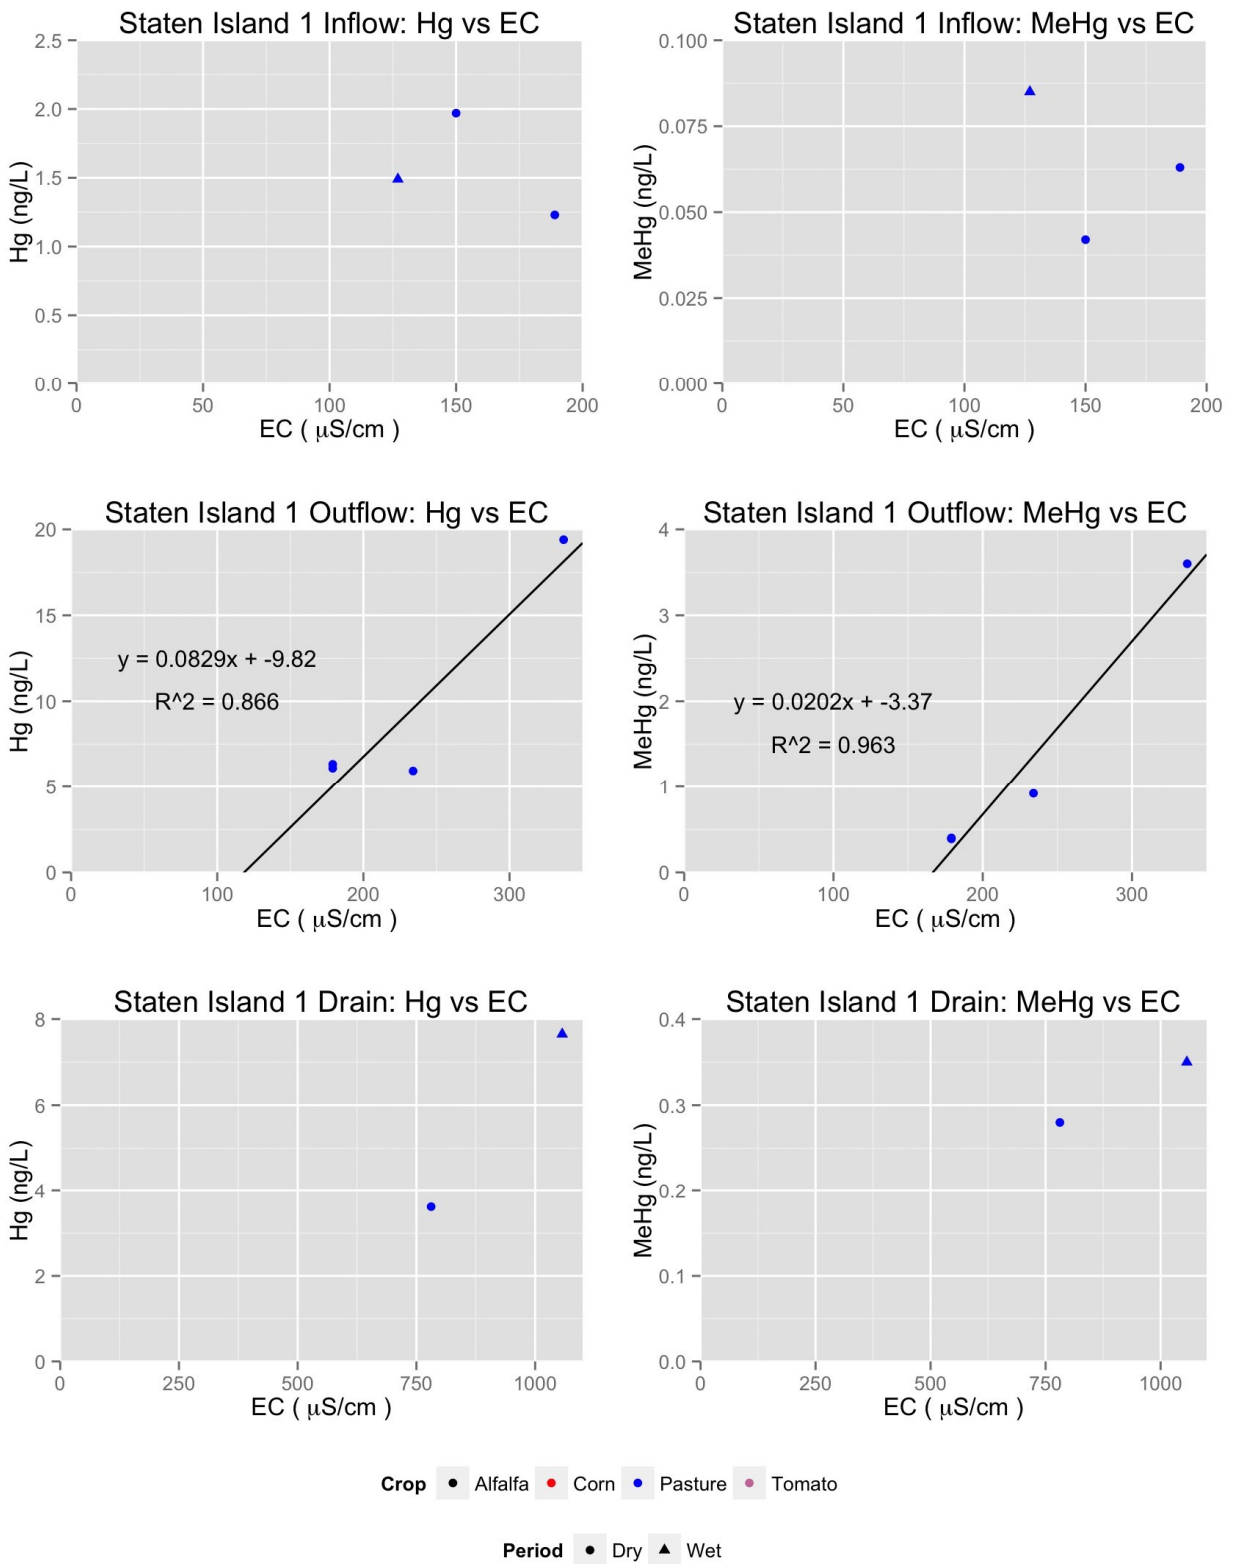 Staten Island 1 Inflow: Hg vs EC
Hg (ng/L)
2.5
2.0
1.5
1.0
0.5
0.0
0 50 100 150 200
EC ( μS/cm )
Staten Island 1 Inflow: MeHg vs EC
MeHg (ng/L)
0.100
0.075
0.050
0.025
0.000
0 50 100 150 200
EC ( μS/cm )
Staten Island 1 Outflow: Hg vs EC
Hg (ng/L)
20
15
10
5
0
y = 0.0829x + -9.82
R^2 = 0.866
0 100 200 300
EC ( μS/cm )
Staten Island 1 Outflow: MeHg vs EC
MeHg (ng/L)
4
3
2
1
0
y = 0.0202x + -3.37
R^2 = 0.963
0 100 200 300
EC ( μS/cm )
Staten Island 1 Drain: Hg vs EC
Hg (ng/L)
8
6
4
2
0
0 250 500 750 1000
EC ( μS/cm )
Staten Island 1 Drain: MeHg vs EC
MeHg (ng/L)
0.4
0.3
0.2
0.1
0.0
0 250 500 750 1000
EC ( μS/cm )
Crop Alfalfa Corn Pasture Tomato
Period Dry Wet